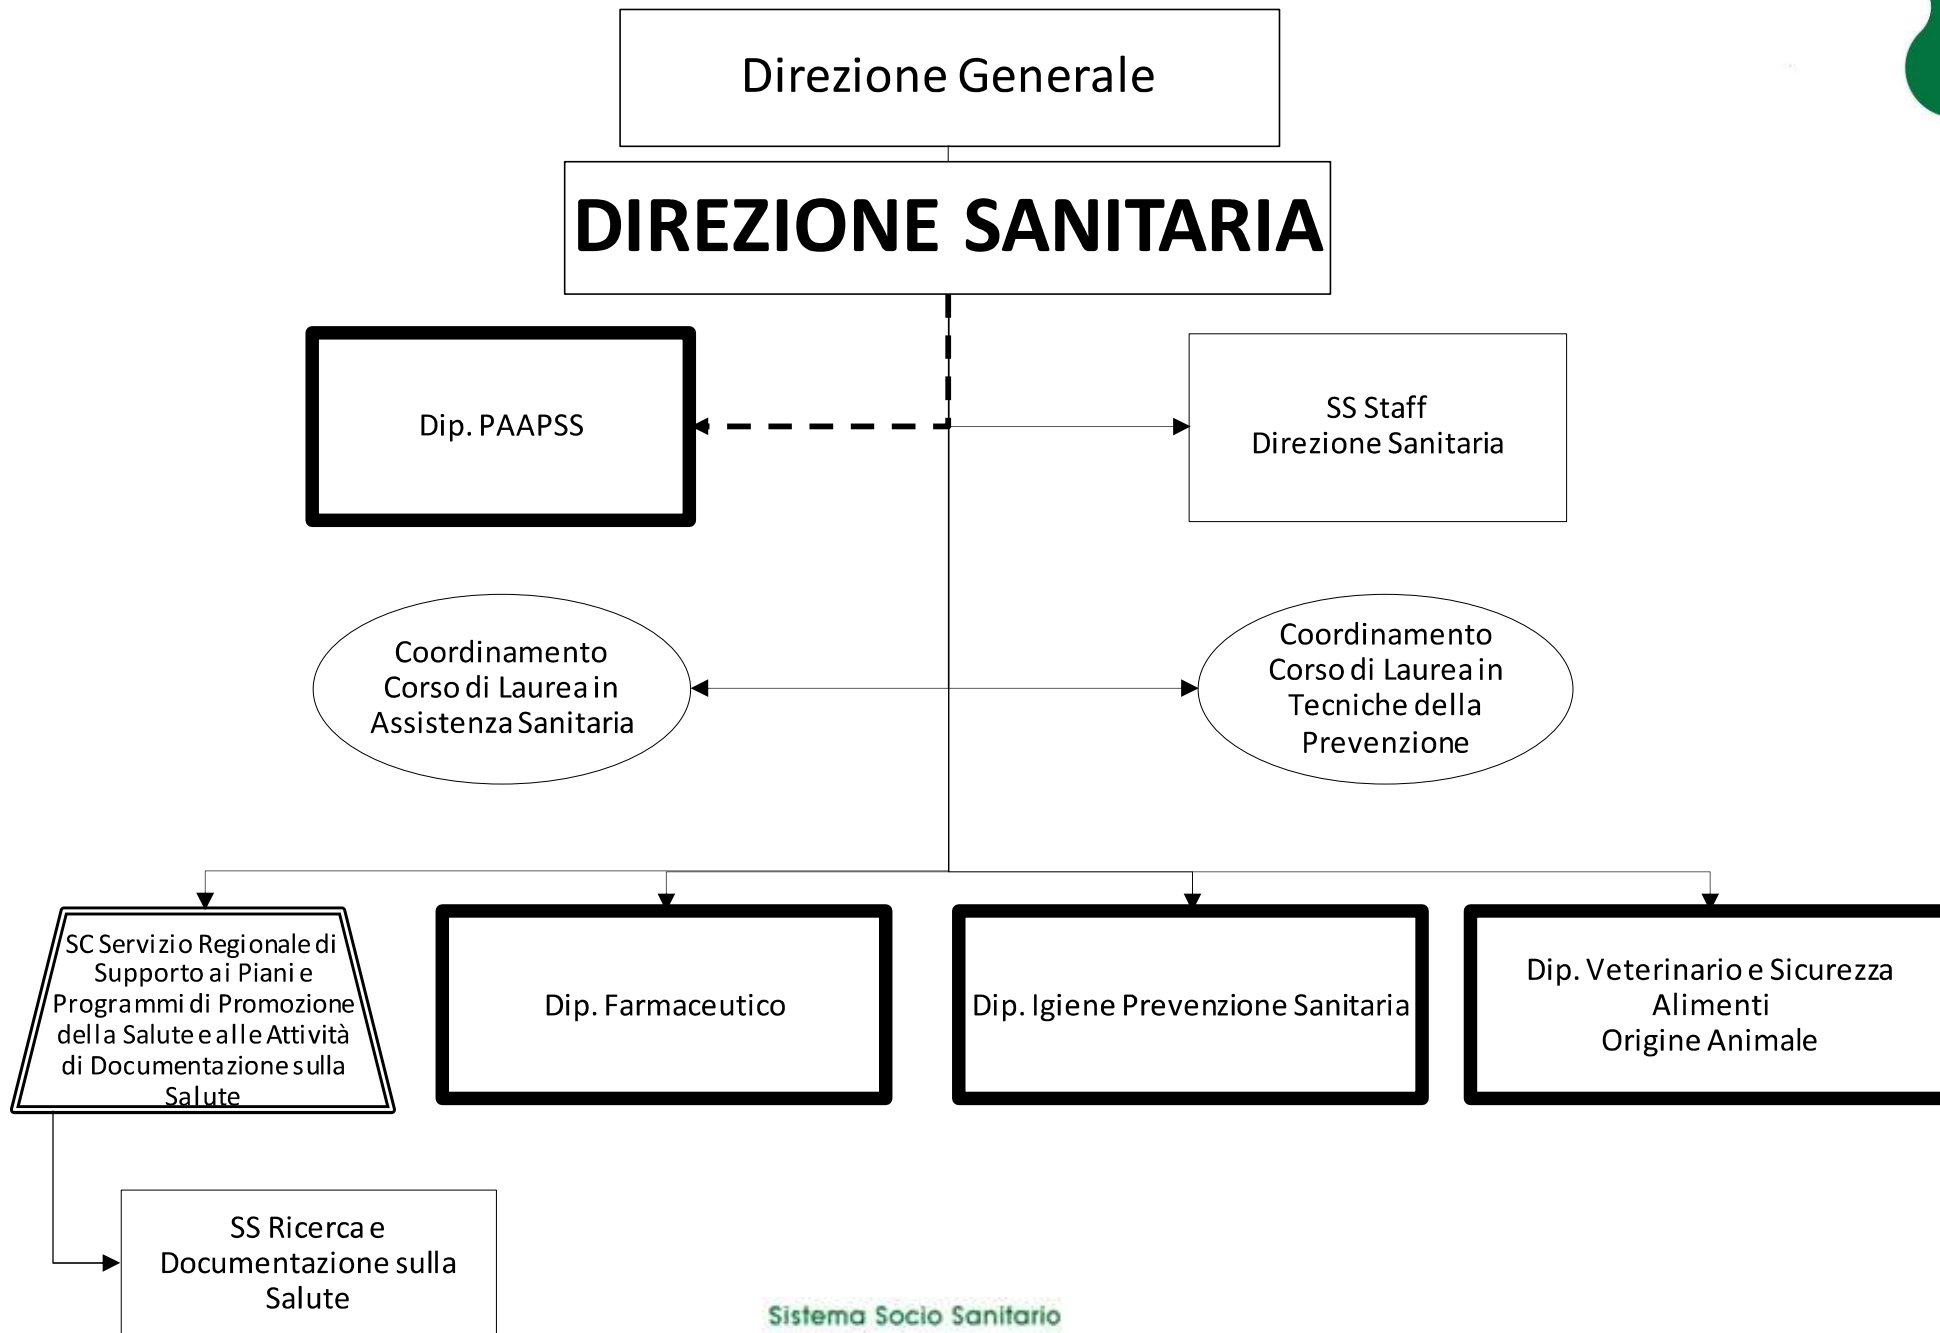 Direzione Generale
DIREZIONE SANITARIA
Dip. PAAPSS
SS Staff
Direzione Sanitaria
Coordinamento
Corso di Laurea in
Assistenza Sanitaria
Coordinamento
Corso di Laurea in
Tecniche della
Prevenzione
SC Servizio Regionale di
Supporto ai Piani e
Programmi di Promozione
della Salute e alle Attività
di Documentazione sulla
Salute
Dip. Farmaceutico
Dip. Igiene Prevenzione Sanitaria
Dip. Veterinario e Sicurezza
Alimenti
Origine Animale
SS Ricerca e
Documentazione sulla
Salute
Sistema Socio Sanitario